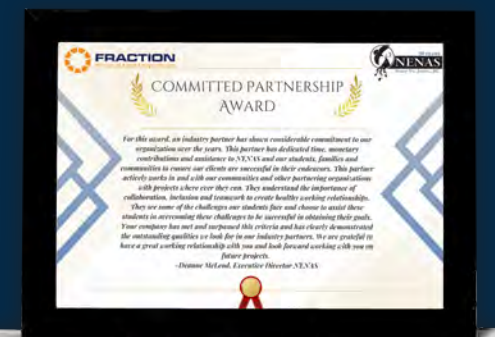 FRACTION
NENAS
COMMITTED PARTNERSHIP
AWARD
For this award, an industry partner has shown considerable commitment to our
organization over the years. This partner has dedicated time, monetary
contributions and assistance to NENAS and our students, families and
communities to ensure our clients are successful in their endeavors. This partner
actively works in and with our communities and other partnering organizations
with projects where ever they can. They understand the importance of
collaboration, inclusion and teamwork to create healthy working relationships.
They see some of the challenges our students face and choose to assist these
students in overcoming these challenges to be successful in obtaining their goals.
Your company has met and surpassed this criteria and has clearly demonstrated
the outstanding qualities we look for in our industry partners. We are grateful to
have a great working relationship with you and look forward working with you on
future projects.
-Deanne McLeod, Executive Director NENAS